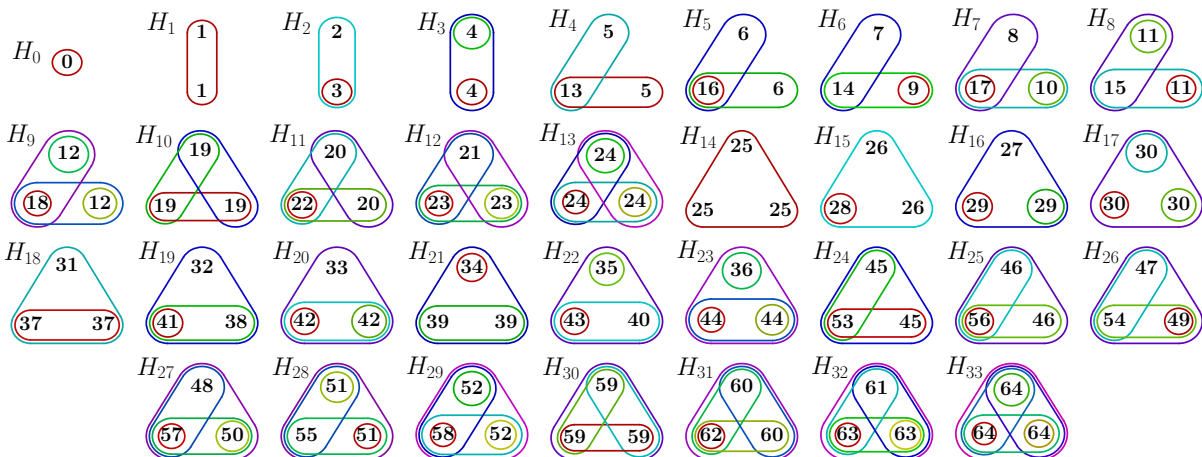 H₀ 0
H₁ 1 1
H₂ 2 3
H₃ 4 4
H₄ 5 13 5
H₅ 6 16 6
H₆ 7 14 9
H₇ 8 17 10
H₈ 11 15 11
H₉ 12 18 12
H₁₀ 19 19 19
H₁₁ 20 22 20
H₁₂ 21 23 23
H₁₃ 24 24 24
H₁₄ 25 25 25
H₁₅ 26 28 26
H₁₆ 27 29 29
H₁₇ 30 30 30
H₁₈ 31 37 37
H₁₉ 32 41 38
H₂₀ 33 42 42
H₂₁ 34 39 39
H₂₂ 35 43 40
H₂₃ 36 44 44
H₂₄ 45 53 45
H₂₅ 46 56 46
H₂₆ 47 54 49
H₂₇ 48 57 50
H₂₈ 51 55 51
H₂₉ 52 58 52
H₃₀ 59 59 59
H₃₁ 60 62 60
H₃₂ 61 63 63
H₃₃ 64 64 64